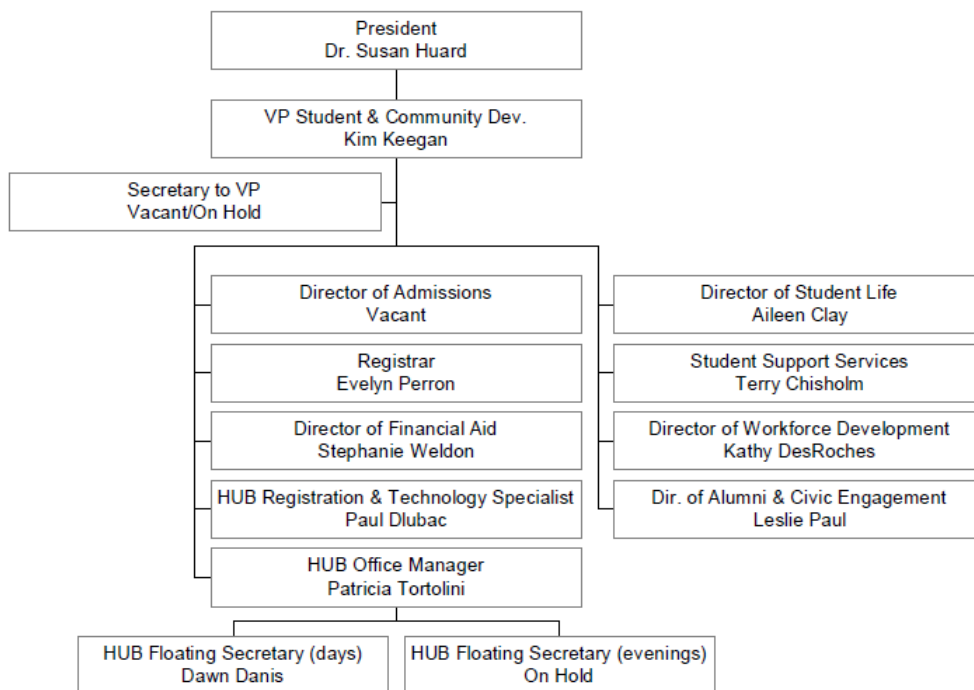 President
Dr. Susan Huard
VP Student & Community Dev.
Kim Keegan
Secretary to VP
Vacant/On Hold
Director of Admissions
Vacant
Registrar
Evelyn Perron
Director of Financial Aid
Stephanie Weldon
HUB Registration & Technology Specialist
Paul Dlubac
HUB Office Manager
Patricia Tortolini
Director of Student Life
Aileen Clay
Student Support Services
Terry Chisholm
Director of Workforce Development
Kathy DesRoches
Dir. of Alumni & Civic Engagement
Leslie Paul
HUB Floating Secretary (days)
Dawn Danis
HUB Floating Secretary (evenings)
On Hold